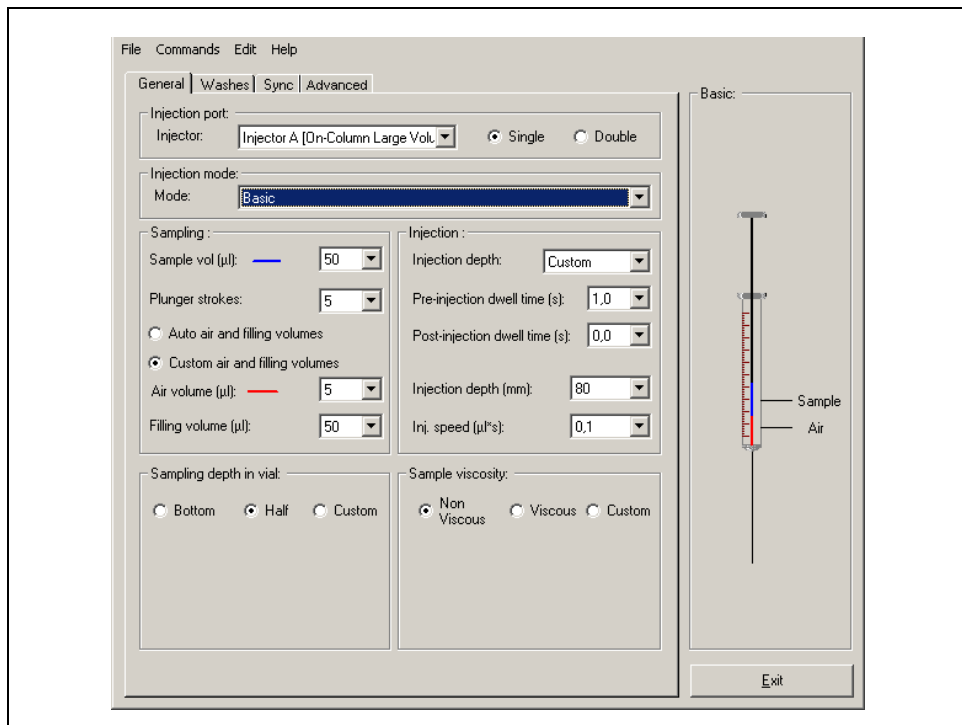 File Commands Edit Help
General Washes Sync Advanced
Injection port:
Injector: Injector A [On-Column Large Volu Single Double
Injection mode:
Mode: Basic
Sampling :
Sample vol (µl): 50
Plunger strokes: 5
Auto air and filling volumes
Custom air and filling volumes
Air volume (µl): 5
Filling volume (µl): 50
Injection :
Injection depth: Custom
Pre-injection dwell time (s): 1,0
Post-injection dwell time (s): 0,0
Injection depth (mm): 80
Inj. speed (µl*s): 0,1
Sampling depth in vial:
Bottom Half Custom
Sample viscosity:
Non
Viscous Viscous Custom
Basic:
Sample
Air
Exit